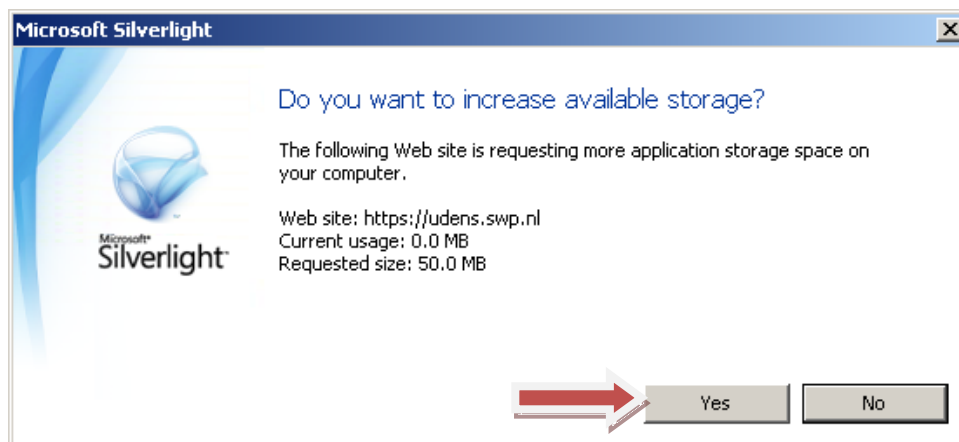 Microsoft Silverlight
Do you want to increase available storage?
The following Web site is requesting more application storage space on
your computer.
Web site: https://udens.swp.nl
Current usage: 0.0 MB
Requested size: 50.0 MB
Microsoft®
Silverlight™
Yes
No